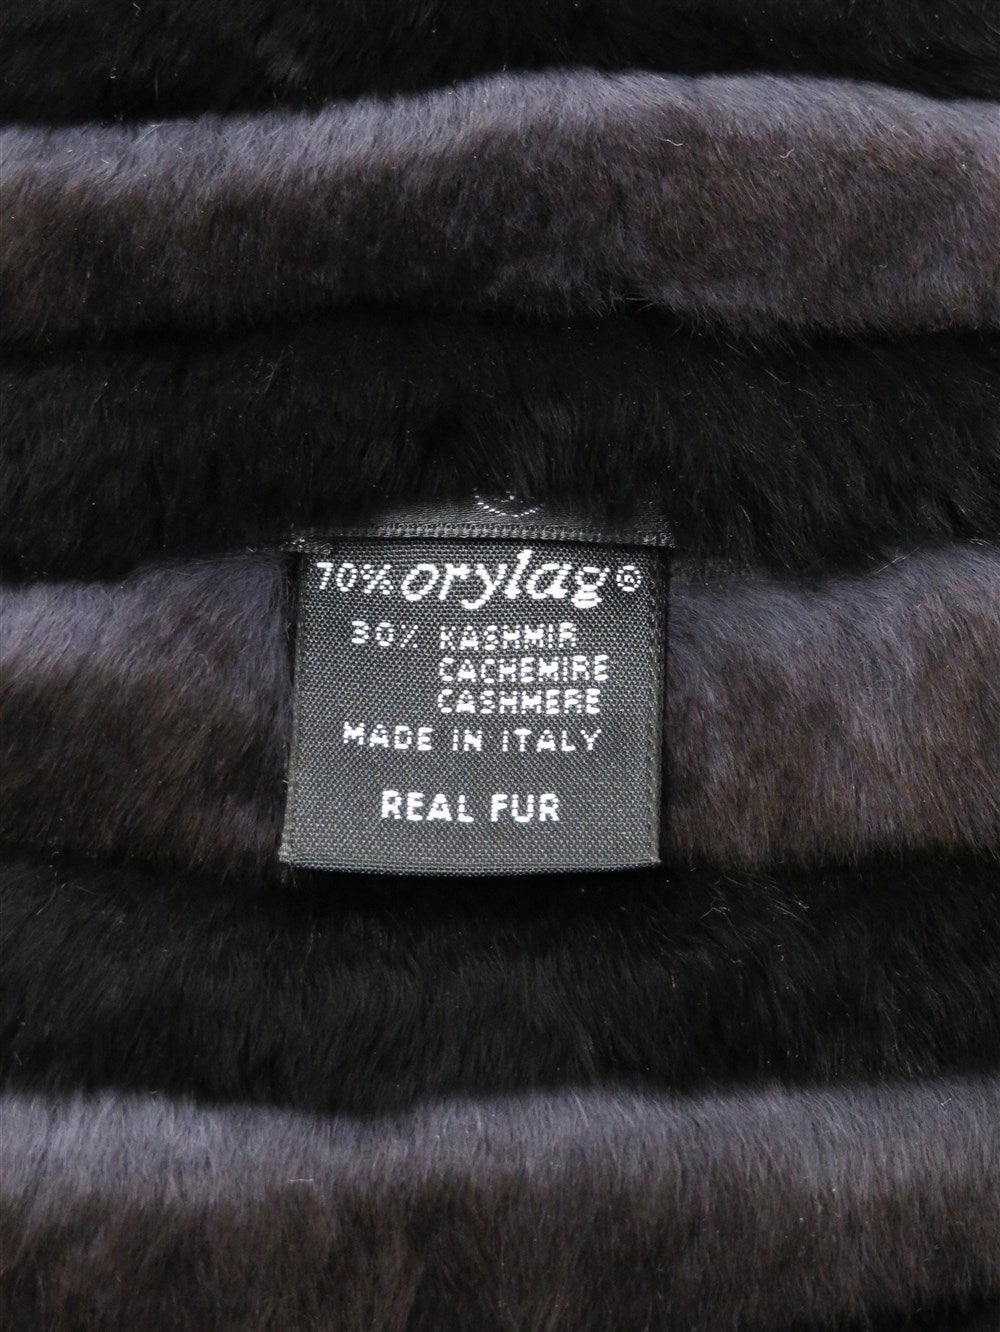 70% orylag®
30% KASHMIR
CACHEMIRE
CASHMERE
MADE IN ITALY
REAL FUR